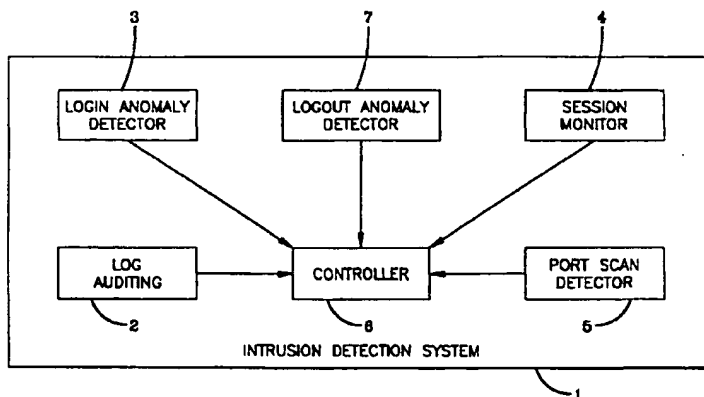 3
7
4
LOGIN ANOMALY
DETECTOR
LOGOUT ANOMALY
DETECTOR
SESSION
MONITOR
LOG
AUDITING
CONTROLLER
PORT SCAN
DETECTOR
2
6
5
INTRUSION DETECTION SYSTEM
1